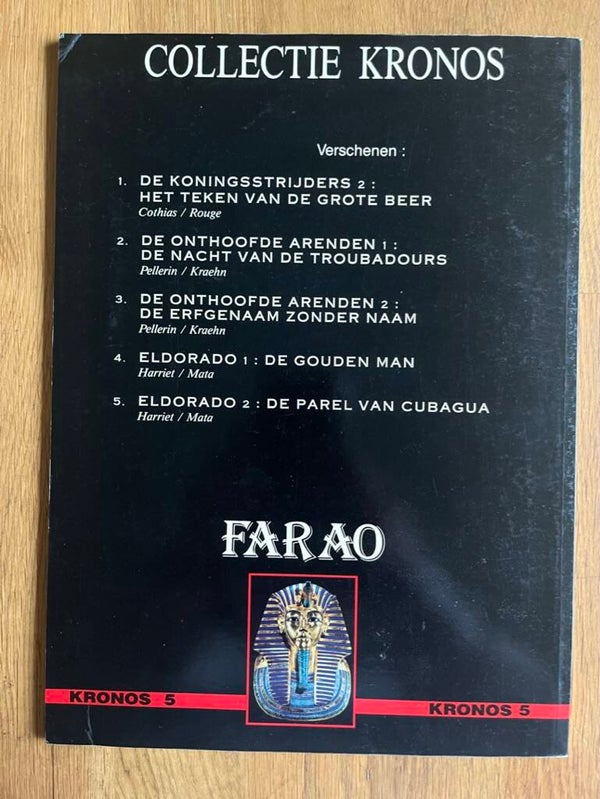 COLLECTIE KRONOS
Verschenen :
1. DE KONINGSSTRIJDERS 2 :
HET TEKEN VAN DE GROTE BEER
Cothias / Rouge
2. DE ONTHOOFDE ARENDEN 1 :
DE NACHT VAN DE TROUBADOURS
Pellerin / Kraehn
3. DE ONTHOOFDE ARENDEN 2 :
DE ERFGENAAM ZONDER NAAM
Pellerin / Kraehn
4. ELDORADO 1 : DE GOUDEN MAN
Harriet / Mata
5. ELDORADO 2 : DE PAREL VAN CUBAGUA
Harriet / Mata
FARAO
KRONOS 5
KRONOS 5